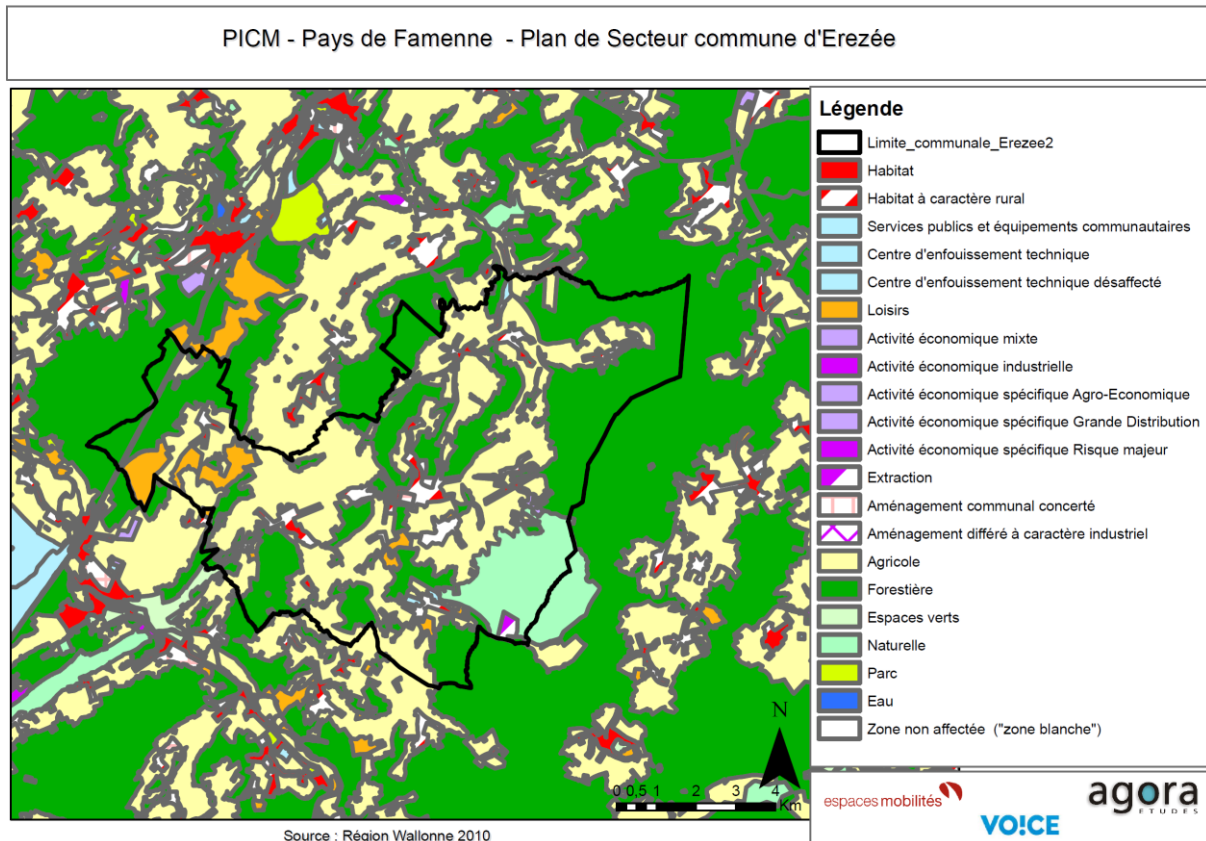 PICM - Pays de Famenne  - Plan de Secteur commune d'Erezée
Légende
Limite_communale_Erezee2
Habitat
Habitat à caractère rural
Services publics et équipements communautaires
Centre d'enfouissement technique
Centre d'enfouissement technique désaffecté
Loisirs
Activité économique mixte
Activité économique industrielle
Activité économique spécifique Agro-Economique
Activité économique spécifique Grande Distribution
Activité économique spécifique Risque majeur
Extraction
Aménagement communal concerté
Aménagement différé à caractère industriel
Agricole
Forestière
Espaces verts
Naturelle
Parc
Eau
Zone non affectée  ("zone blanche")
N
0 0,5 1 2 3 4
Km
espacesmobilités
VO!CE
agora
ETUDES
Source : Région Wallonne 2010